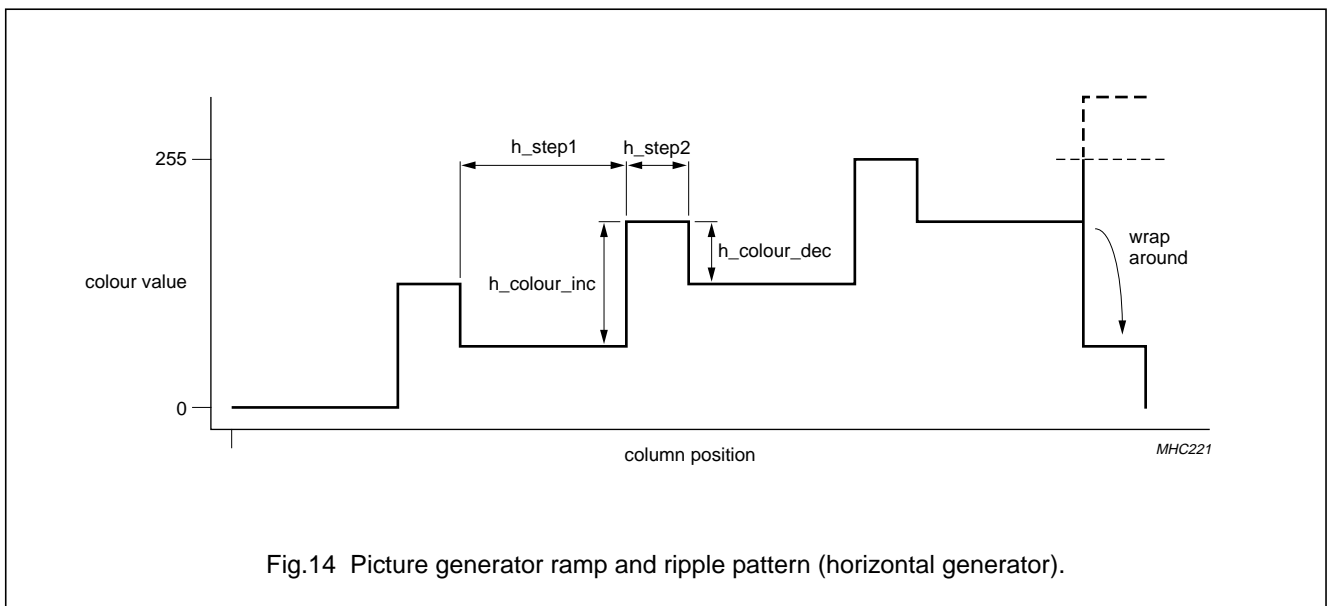 h_step1
h_step2
255
h_colour_dec
wrap
around
colour value
h_colour_inc
0
column position
MHC221
Fig.14 Picture generator ramp and ripple pattern (horizontal generator).